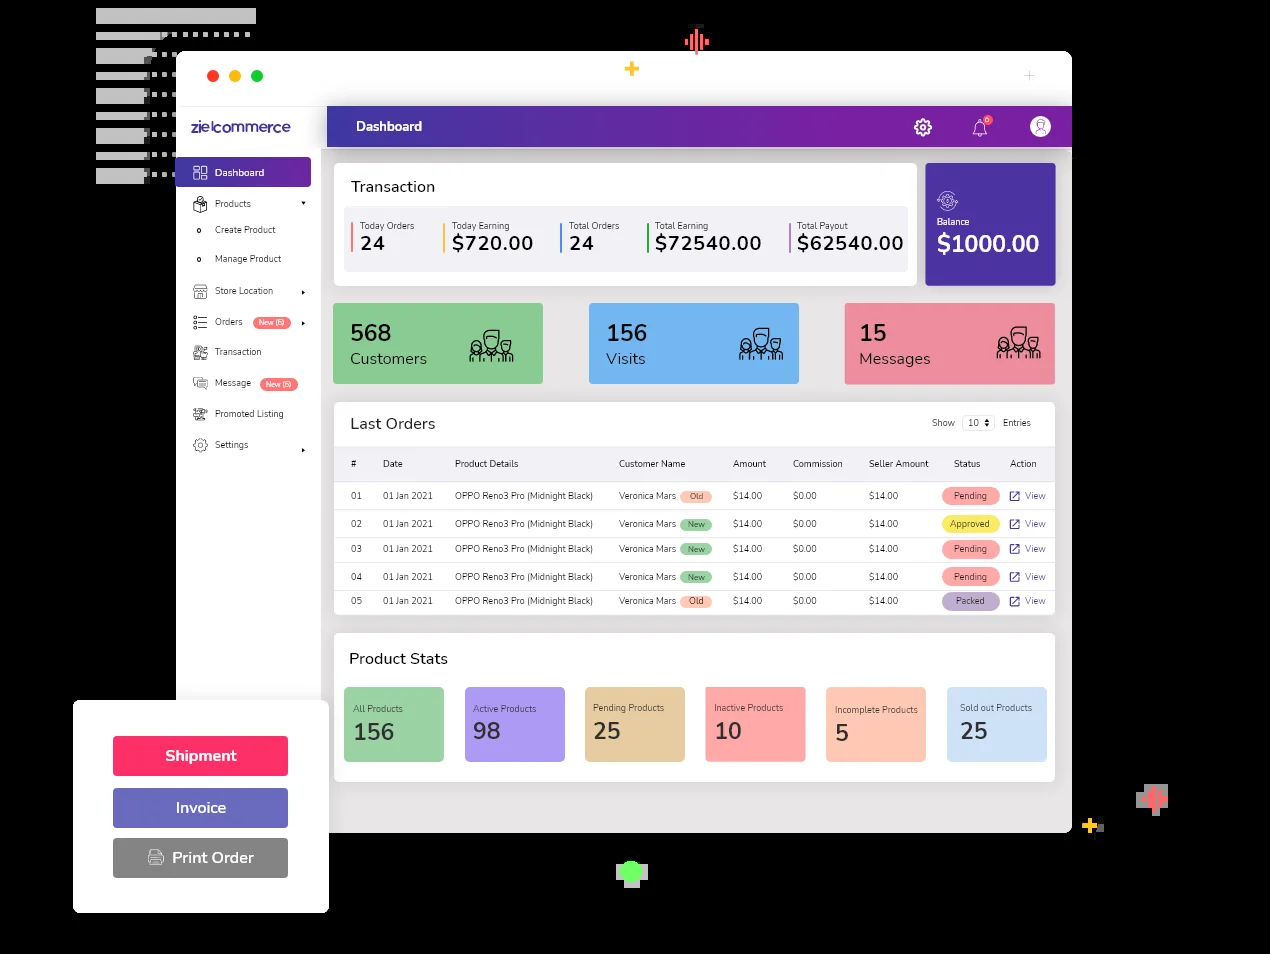 zielcommerce
Dashboard
0
Dashboard
Products
Create Product
Manage Product
Store Location
Orders New (6)
Transaction
Message New (6)
Promoted Listing
Settings
Transaction
Today Orders
24
Today Earning
$720.00
Total Orders
24
Total Earning
$72540.00
Total Payout
$62540.00
Balance
$1000.00
568
Customers
156
Visits
15
Messages
Last Orders
Show 10 Entries
# Date Product Details Customer Name Amount Commission Seller Amount Status Action
01 01 Jan 2021 OPPO Reno3 Pro (Midnight Black) Veronica Mars Old $14.00 $0.00 $14.00 Pending View
02 01 Jan 2021 OPPO Reno3 Pro (Midnight Black) Veronica Mars New $14.00 $0.00 $14.00 Approved View
03 01 Jan 2021 OPPO Reno3 Pro (Midnight Black) Veronica Mars New $14.00 $0.00 $14.00 Pending View
04 01 Jan 2021 OPPO Reno3 Pro (Midnight Black) Veronica Mars New $14.00 $0.00 $14.00 Pending View
05 01 Jan 2021 OPPO Reno3 Pro (Midnight Black) Veronica Mars Old $14.00 $0.00 $14.00 Packed View
Product Stats
All Products
156
Active Products
98
Pending Products
25
Inactive Products
10
Incomplete Products
5
Sold out Products
25
Shipment
Invoice
Print Order